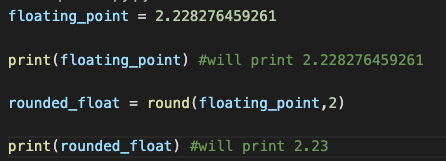 floating_point = 2.228276459261
print(floating_point) #will print 2.228276459261
rounded_float = round(floating_point,2)
print(rounded_float) #will print 2.23